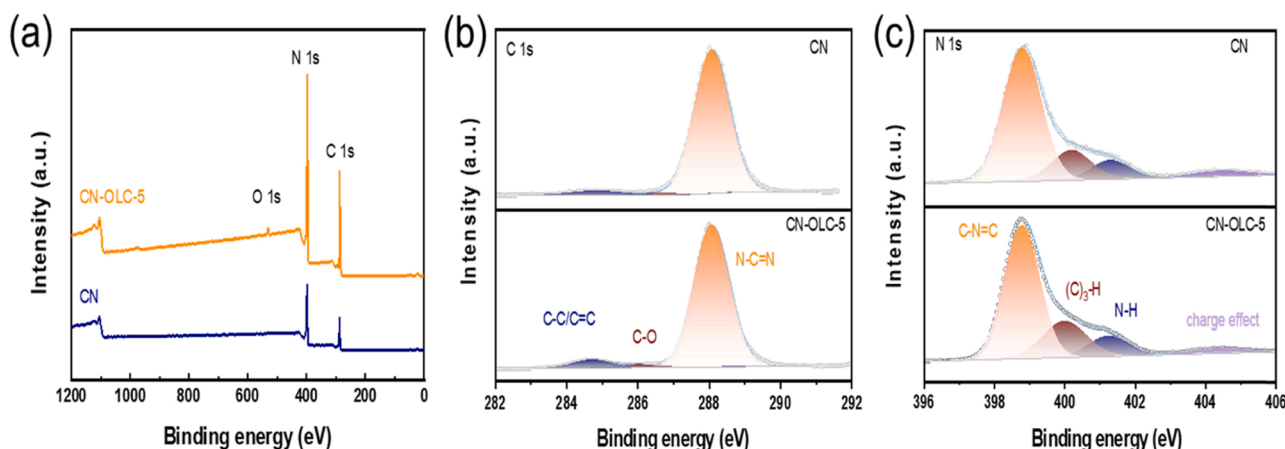 (a)
N 1s
C 1s
CN-OLC-5
O 1s
CN
Intensity (a.u.)
1200 1000 800 600 400 200 0
Binding energy (eV)
(b)
C 1s
CN
CN-OLC-5
N-C=N
C-C/C=C
C-O
Intensity (a.u.)
282 284 286 288 290 292
Binding energy (eV)
(c)
N 1s
CN
CN-OLC-5
C-N=C
(C)₃-H
N-H
charge effect
Intensity (a.u.)
396 398 400 402 404 406
Binding energy (eV)